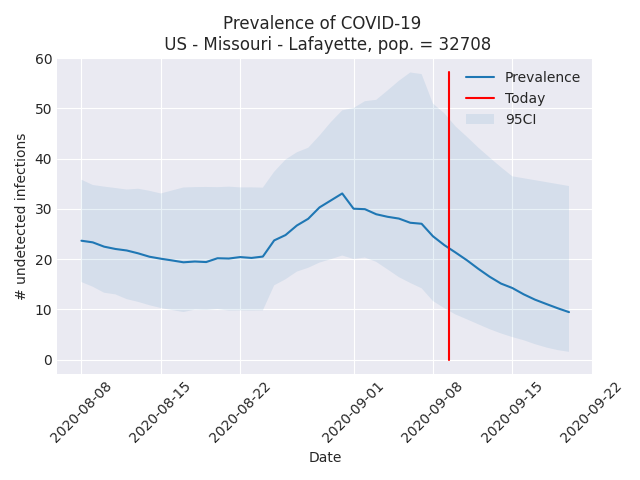 Prevalence of COVID-19
US - Missouri - Lafayette, pop. = 32708
Prevalence
Today
95CI
# undetected infections
60
50
40
30
20
10
0
2020-08-08
2020-08-15
2020-08-22
2020-09-01
2020-09-08
2020-09-15
2020-09-22
Date